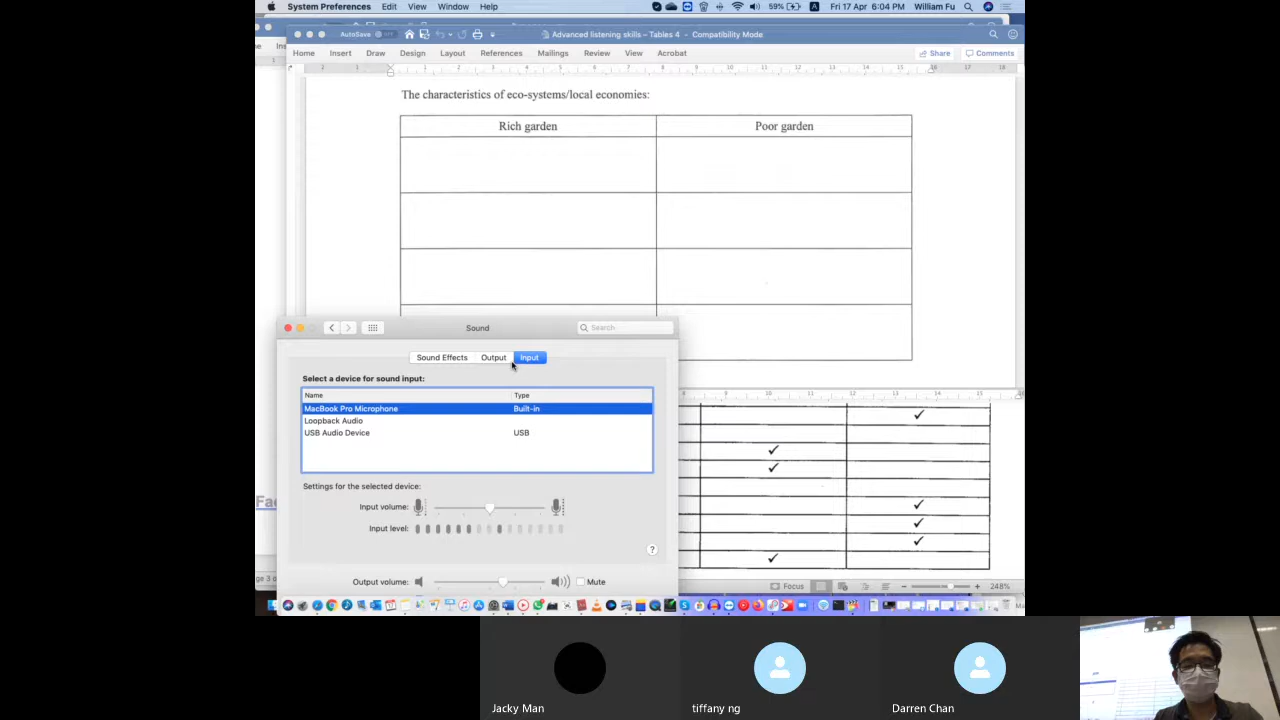 System Preferences Edit View Window Help
59% Fri 17 Apr 6:04 PM William Fu
AutoSave Advanced listening skills – Tables 4 - Compatibility Mode
Home Insert Draw Design Layout References Mailings Review View Acrobat Share Comments
The characteristics of eco-systems/local economies:
Rich garden Poor garden
Sound
Search
Sound Effects Output Input
Select a device for sound input:
Name Type
MacBook Pro Microphone Built-in
Loopback Audio
USB Audio Device USB
Settings for the selected device:
Input volume:
Input level:
?
Output volume: Mute
Focus 248%
Jacky Man tiffany ng Darren Chan